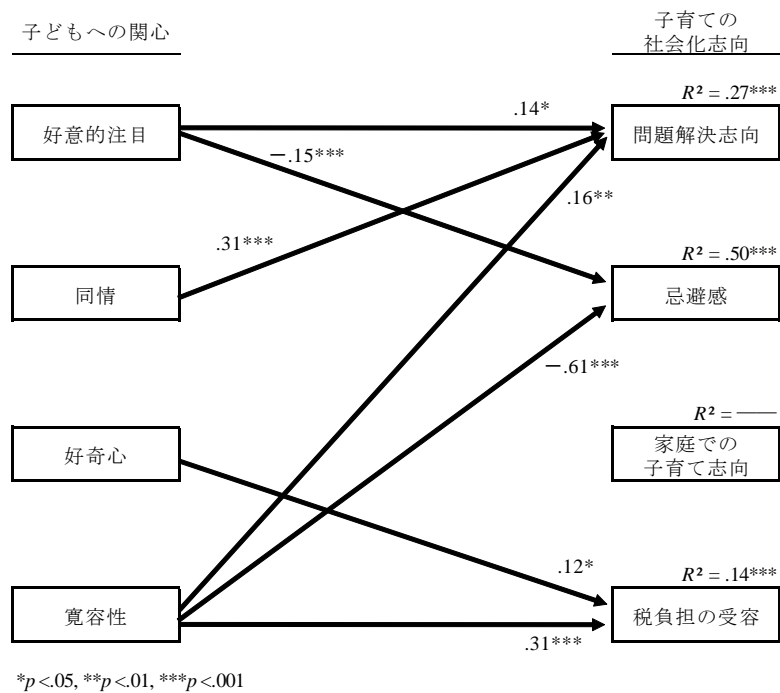 子どもへの関心
子育ての
社会化志向
R² = .27***
好意的注目
.14*
問題解決志向
－.15***
.16**
.31***
R² = .50***
同情
忌避感
－.61***
R² = ――
好奇心
家庭での
子育て志向
.12*
R² = .14***
寛容性
税負担の受容
.31***
*p<.05, **p<.01, ***p<.001